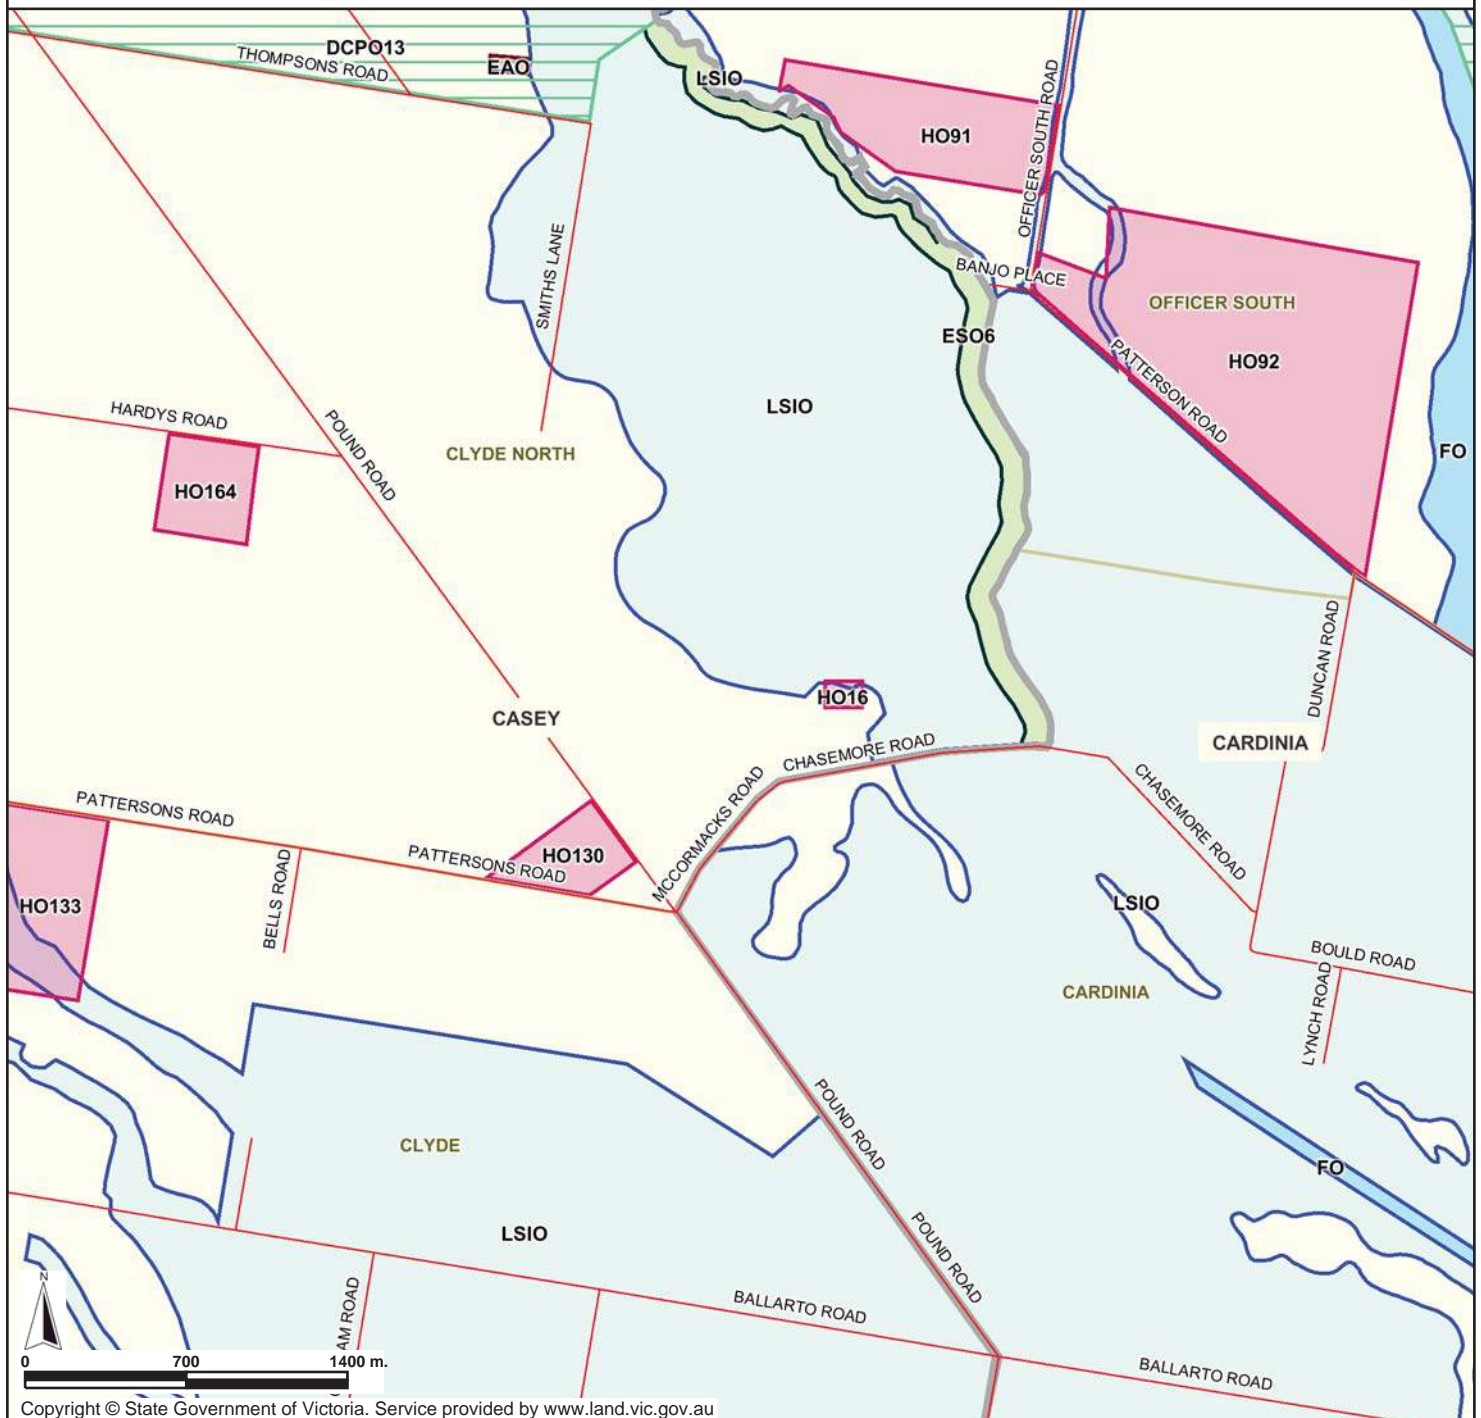 DCPO13
THOMPSONS ROAD
EAO
LSIO
HO91
OFFICER SOUTH ROAD
SMITHS LANE
BANJO PLACE
OFFICER SOUTH
ESO6
HO92
PATTERSON ROAD
LSIO
HARDYS ROAD
POUND ROAD
CLYDE NORTH
FO
HO164
DUNCAN ROAD
HO16
CASEY
CARDINIA
CHASEMORE ROAD
MCCORMACKS ROAD
CHASEMORE ROAD
PATTERSONS ROAD
PATTERSONS ROAD
HO130
HO133
BELLS ROAD
LSIO
BOULD ROAD
CARDINIA
LYNCH ROAD
POUND ROAD
CLYDE
FO
LSIO
POUND ROAD
N
AM ROAD
BALLARTO ROAD
BALLARTO ROAD
0 700 1400 m.
Copyright © State Government of Victoria. Service provided by www.land.vic.gov.au